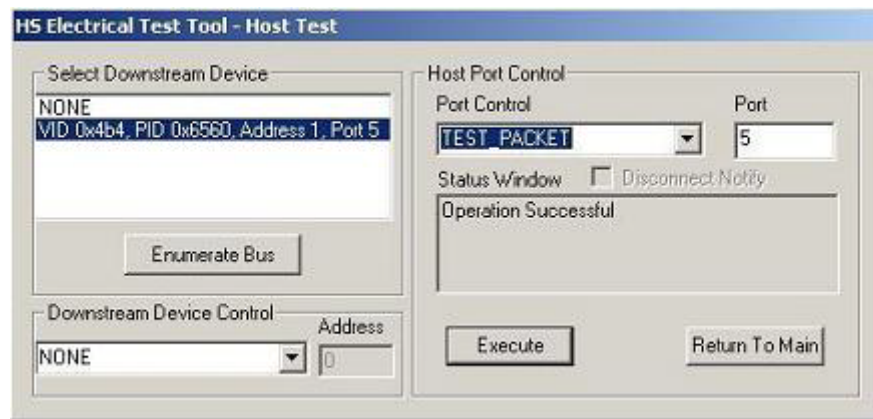 HS Electrical Test Tool - Host Test
Select Downstream Device
NONE
VID 0x4b4, PID 0x6560, Address 1, Port 5
Enumerate Bus
Downstream Device Control
Address
NONE
0
Host Port Control
Port Control
Port
TEST_PACKET
5
Status Window
Disconnect Notify
Operation Successful
Execute
Return To Main